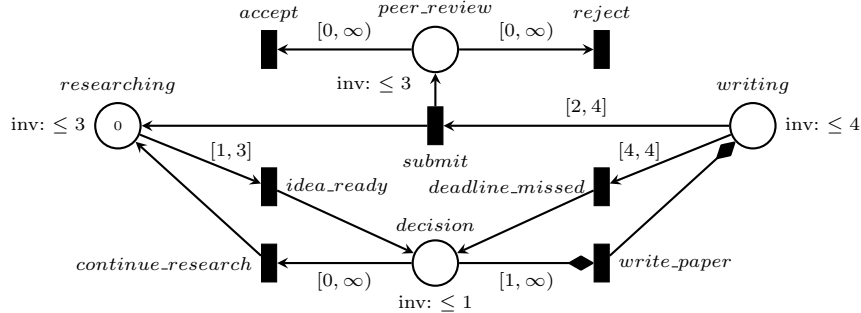 accept
peer_review
reject
[0, ∞)
[0, ∞)
researching
inv: ≤ 3
writing
[2, 4]
inv: ≤ 3
0
inv: ≤ 4
[1, 3]
submit
[4, 4]
idea_ready
deadline_missed
decision
continue_research
write_paper
[0, ∞)
[1, ∞)
inv: ≤ 1